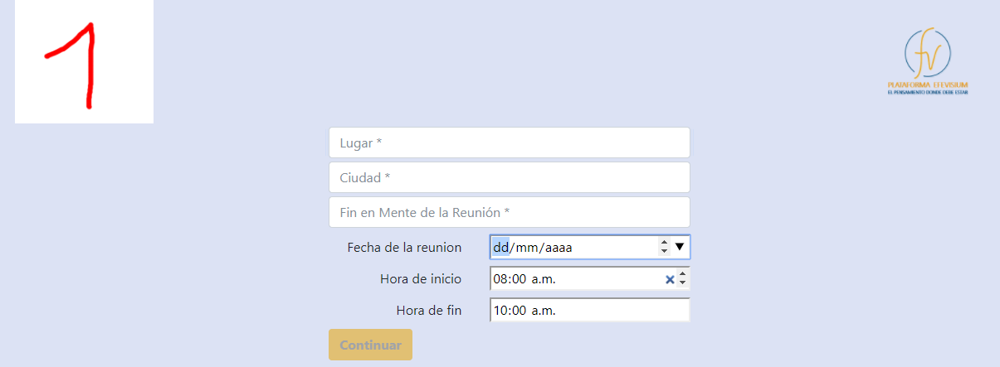 1
PLATAFORMA EFEVISIUM
EL PENSAMIENTO DONDE DEBE ESTAR
Lugar *
Ciudad *
Fin en Mente de la Reunión *
Fecha de la reunion dd/mm/aaaa
Hora de inicio 08:00 a.m.
Hora de fin 10:00 a.m.
Continuar